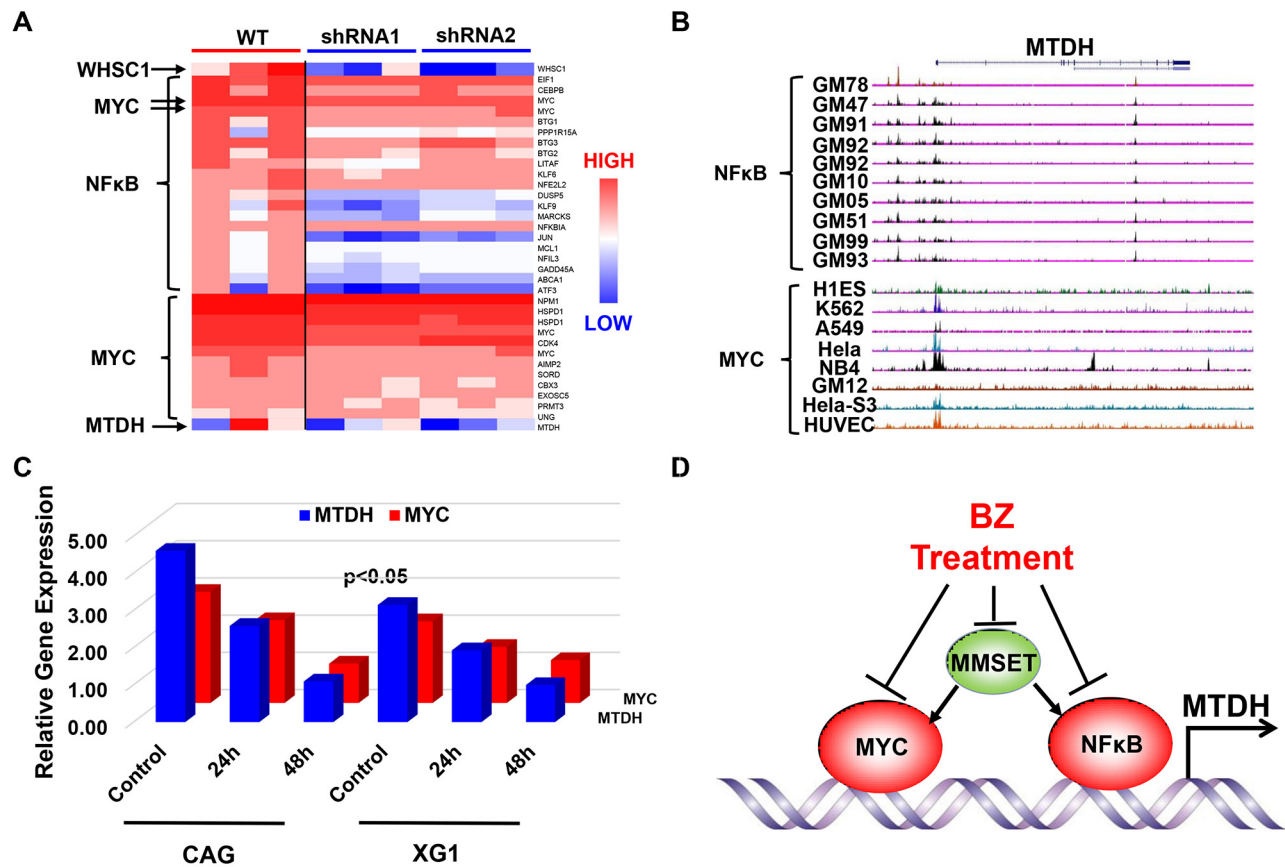 A
WT
shRNA1
shRNA2
WHSC1
MYC
NFκB
MYC
MTDH
WHSC1
EIF1
CEBPB
MYC
MYC
BTG1
PPP1R15A
BTG3
BTG2
LITAF
KLF6
NFE2L2
DUSP5
KLF9
MARCKS
NFKBIA
JUN
MCL1
NFIL3
GADD45A
ABCA1
ATF3
NPM1
HSPD1
HSPD1
MYC
CDK4
MYC
AIMP2
SORD
CBX3
EXOSC5
PRMT3
UNG
MTDH
HIGH
LOW
B
MTDH
NFκB
GM78
GM47
GM91
GM92
GM92
GM10
GM05
GM51
GM99
GM93
MYC
H1ES
K562
A549
Hela
NB4
GM12
Hela-S3
HUVEC
C
Relative Gene Expression
MTDH MYC
p<0.05
5.00
4.00
3.00
2.00
1.00
0.00
MYC
MTDH
Control 24h 48h Control 24h 48h
CAG XG1
D
BZ
Treatment
MMSET
MYC
NFκB
MTDH